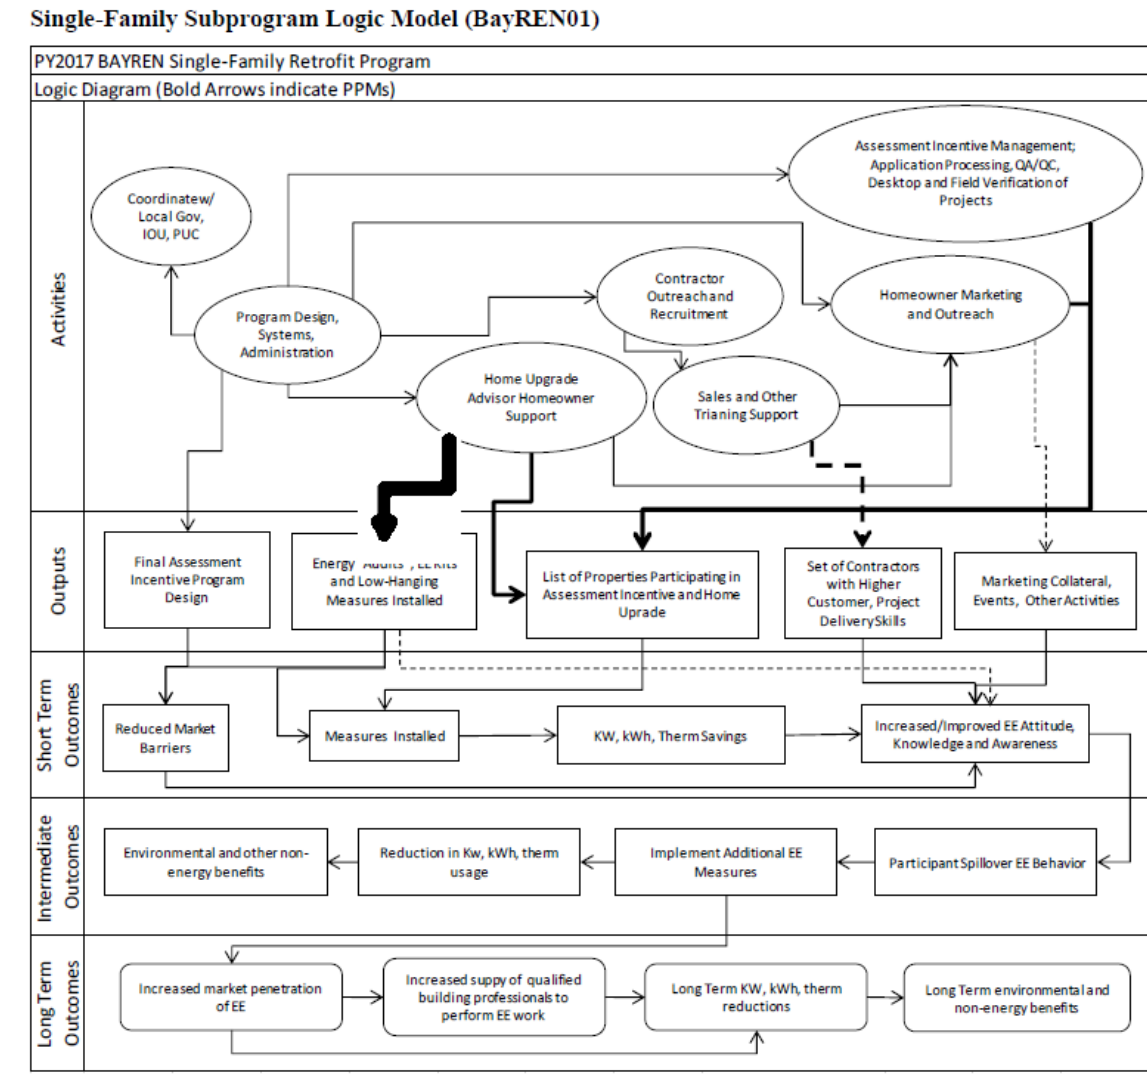 Single-Family Subprogram Logic Model (BayREN01)
PY2017 BAYREN Single-Family Retrofit Program
Logic Diagram (Bold Arrows indicate PPMs)
Activities
Assessment Incentive Management;
Application Processing, QA/QC,
Desktop and Field Verification of
Projects
Coordinatew/
Local Gov,
IOU, PUC
Contractor
Outreach and
Recruitment
Homeowner Marketing
and Outreach
Program Design,
Systems,
Administration
Home Upgrade
Advisor Homeowner
Support
Sales and Other
Trianing Support
Outputs
Final Assessment
Incentive Program
Design
Energy Audits , EE Kits
and Low-Hanging
Measures Installed
List of Properties Participating in
Assessment Incentive and Home
Uprade
Set of Contractors
with Higher
Customer, Project
Delivery Skills
Marketing Collateral,
Events, Other Activities
Short Term
Outcomes
Reduced Market
Barriers
Measures Installed
KW, kWh, Therm Savings
Increased/Improved EE Attitude,
Knowledge and Awareness
Intermediate
Outcomes
Environmental and other non-
energy benefits
Reduction in Kw, kWh, therm
usage
Implement Additional EE
Measures
Participant Spillover EE Behavior
Long Term
Outcomes
Increased market penetration
of EE
Increased suppy of qualified
building professionals to
perform EE work
Long Term KW, kWh, therm
reductions
Long Term environmental and
non-energy benefits